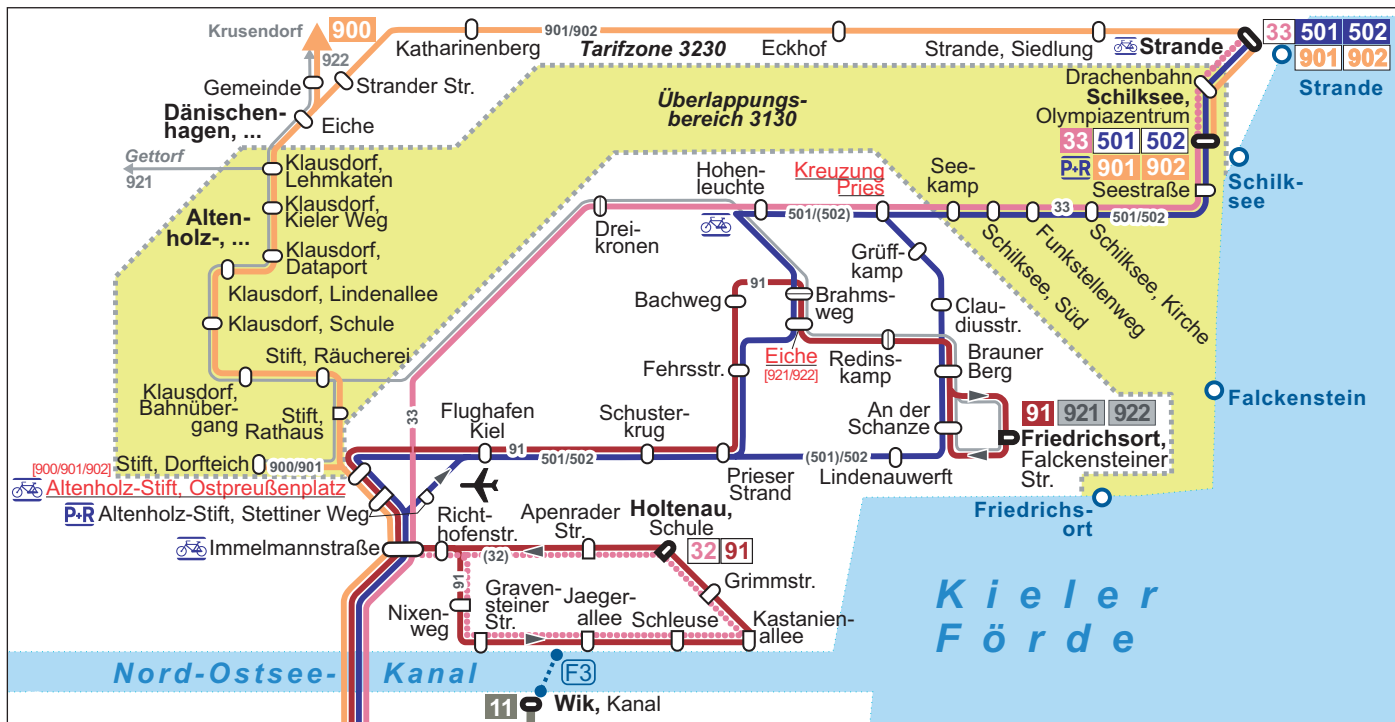 Krusendorf
900
922
Gemeinde
Dänischen-
hagen, ...
Strander Str.
Eiche
Katharinenberg
901/902
Tarifzone 3230
Eckhof
Strande, Siedlung
Strande
33 501 502
901 902
Strande
Überlappungs-
bereich 3130
Drachenbahn
Schilksee,
Olympiazentrum
33 501 502
P+R 901 902
Seestraße
Schilk-
see
Gettorf
921
Klausdorf,
Lehmkaten
Klausdorf,
Kieler Weg
Alten-
holz-, ...
Klausdorf,
Dataport
Klausdorf, Lindenallee
Klausdorf, Schule
Stift, Räucherei
Klausdorf,
Bahnüber-
gang
Stift,
Rathaus
Stift, Dorfteich
900/901
[900/901/902]
Altenholz-Stift, Ostpreußenplatz
P+R Altenholz-Stift, Stettiner Weg
Immelmannstraße
Drei-
kronen
Hohen-
leuchte
501/(502)
Kreuzung
Pries
See-
kamp
33
501/502
Schilksee, Süd
Funkstellenweg
Schilksee, Kirche
Grüff-
kamp
Clau-
diusstr.
Brauner
Berg
An der
Schanze
Bachweg
91
Brahms-
weg
Eiche
[921/922]
Redins-
kamp
Fehrsstr.
33
Flughafen
Kiel
91
501/502
Schuster-
krug
Prieser
Strand
(501)/502
Lindenauwerft
91 921 922
Friedrichsort,
Falckensteiner
Str.
Falckenstein
Friedrichs-
ort
Richt-
hofenstr.
Apenrader
Str.
Holtenau,
Schule
32 91
(32)
91
Nixen-
weg
Graven-
steiner
Str.
Jaeger-
allee
Schleuse
Grimmstr.
Kastanien-
allee
Kieler
Förde
Nord-Ostsee-Kanal
F3
11 Wik, Kanal